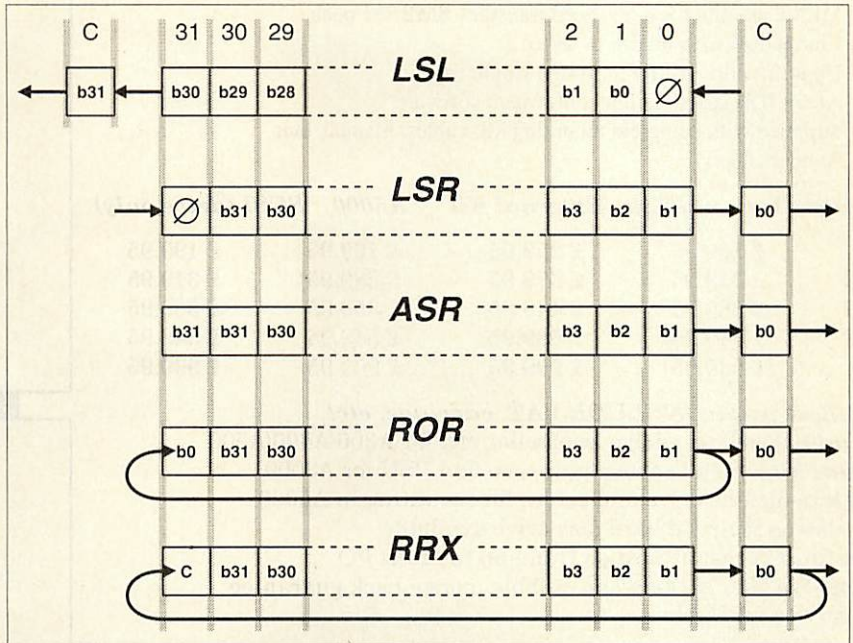 C 31 30 29 2 1 0 C
LSL
b31 b30 b29 b28 b1 b0 Ø
LSR
Ø b31 b30 b3 b2 b1 b0
ASR
b31 b31 b30 b3 b2 b1 b0
ROR
b0 b31 b30 b3 b2 b1 b0
RRX
C b31 b30 b3 b2 b1 b0